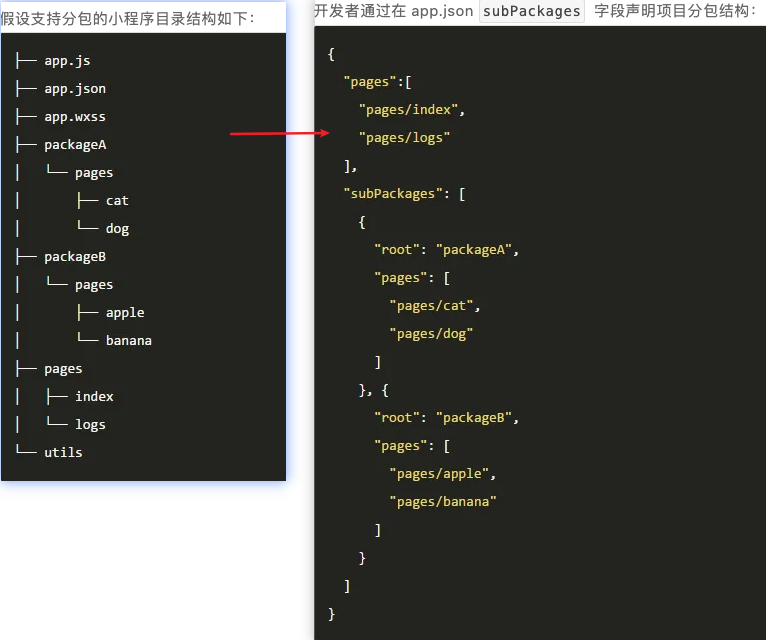 假设支持分包的小程序目录结构如下：
├── app.js
├── app.json
├── app.wxss
├── packageA
│   └── pages
│       ├── cat
│       └── dog
├── packageB
│   └── pages
│       ├── apple
│       └── banana
├── pages
│   ├── index
│   └── logs
└── utils
开发者通过在 app.json subPackages 字段声明项目分包结构：
{
  "pages":[
    "pages/index",
    "pages/logs"
  ],
  "subPackages": [
    {
      "root": "packageA",
      "pages": [
        "pages/cat",
        "pages/dog"
      ]
    }, {
      "root": "packageB",
      "pages": [
        "pages/apple",
        "pages/banana"
      ]
    }
  ]
}